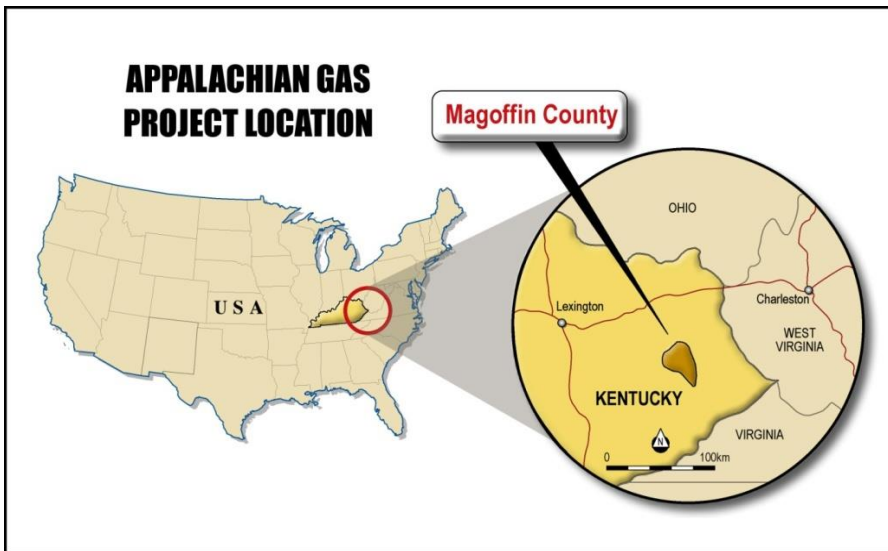 APPALACHIAN GAS
PROJECT LOCATION
Magoffin County
USA
OHIO
Lexington
Charleston
WEST
VIRGINIA
KENTUCKY
VIRGINIA
N
0 100km